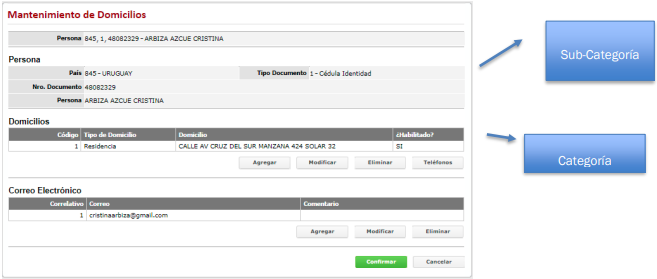 Mantenimiento de Domicilios
Persona 845, 1, 48082329 - ARBIZA AZCUE CRISTINA
Persona
País 845 - URUGUAY Tipo Documento 1 - Cédula Identidad
Nro. Documento 48082329
Persona ARBIZA AZCUE CRISTINA
Domicilios
Código Tipo de Domicilio Domicilio ¿Habilitado?
1 Residencia CALLE AV CRUZ DEL SUR MANZANA 424 SOLAR 32 SI
Agregar Modificar Eliminar Teléfonos
Correo Electrónico
Correlativo Correo Comentario
1 cristinaarbiza@gmail.com
Agregar Modificar Eliminar
Confirmar Cancelar
Sub-Categoría
Categoría